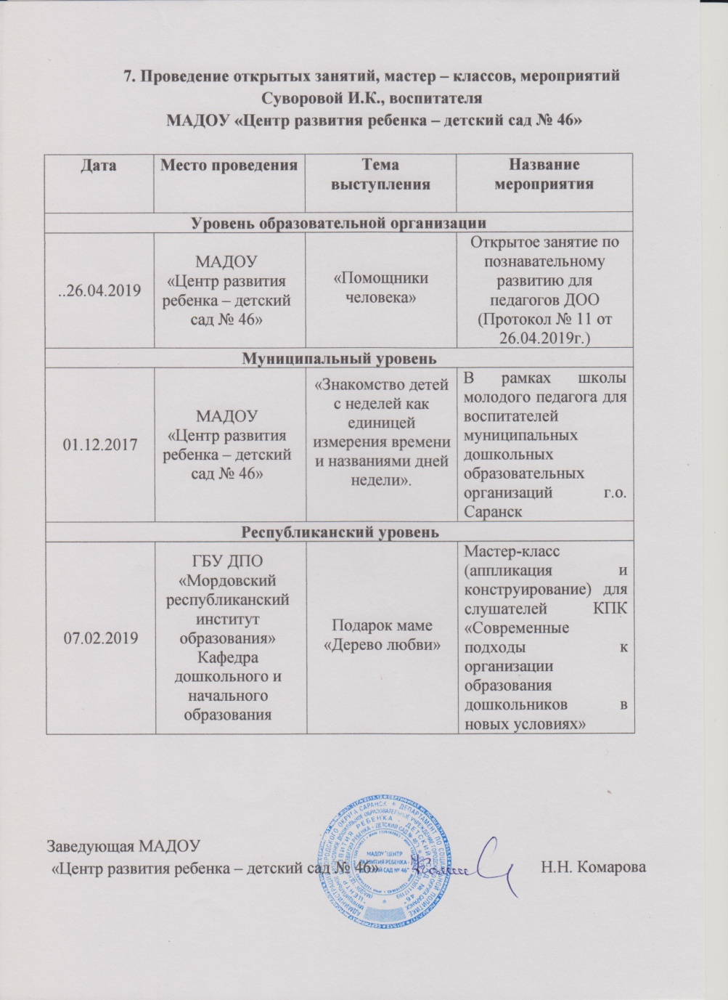 7. Проведение открытых занятий, мастер – классов, мероприятий
Суворовой И.К., воспитателя
МАДОУ «Центр развития ребенка – детский сад № 46»
Дата
Место проведения
Тема
выступления
Название
мероприятия
Уровень образовательной организации
..26.04.2019
МАДОУ
«Центр развития
ребенка – детский
сад № 46»
«Помощники
человека»
Открытое занятие по
познавательному
развитию для
педагогов ДОО
(Протокол № 11 от
26.04.2019г.)
Муниципальный уровень
01.12.2017
МАДОУ
«Центр развития
ребенка – детский
сад № 46»
«Знакомство детей
с неделей как
единицей
измерения времени
и названиями дней
недели».
В рамках школы
молодого педагога для
воспитателей
муниципальных
дошкольных
образовательных
организаций г.о.
Саранск
Республиканский уровень
07.02.2019
ГБУ ДПО
«Мордовский
республиканский
институт
образования»
Кафедра
дошкольного и
начального
образования
Подарок маме
«Дерево любви»
Мастер-класс
(аппликация и
конструирование) для
слушателей КПК
«Современные
подходы к
организации
образования
дошкольников в
новых условиях»
Заведующая МАДОУ
«Центр развития ребенка – детский сад № 46»
Н.Н. Комарова
МАДОУ "ЦЕНТР
РАЗВИТИЯ РЕБЕНКА -
ДЕТСКИЙ САД № 46"